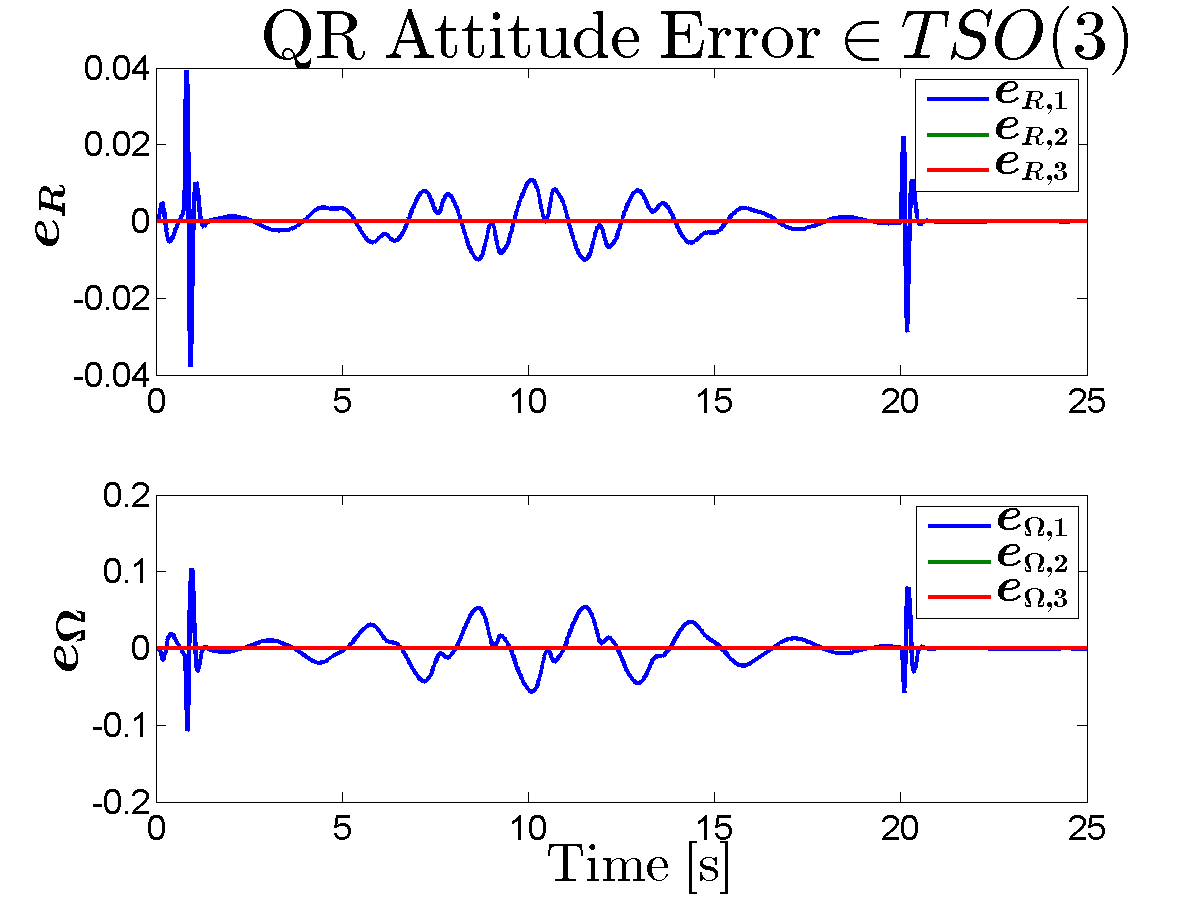 QR Attitude Error ∈ TSO(3)
0.04
0.02
0
-0.02
-0.04
e_R
e_{R,1}
e_{R,2}
e_{R,3}
0 5 10 15 20 25
0.2
0.1
0
-0.1
-0.2
e_Ω
e_{Ω,1}
e_{Ω,2}
e_{Ω,3}
0 5 10 15 20 25
Time [s]